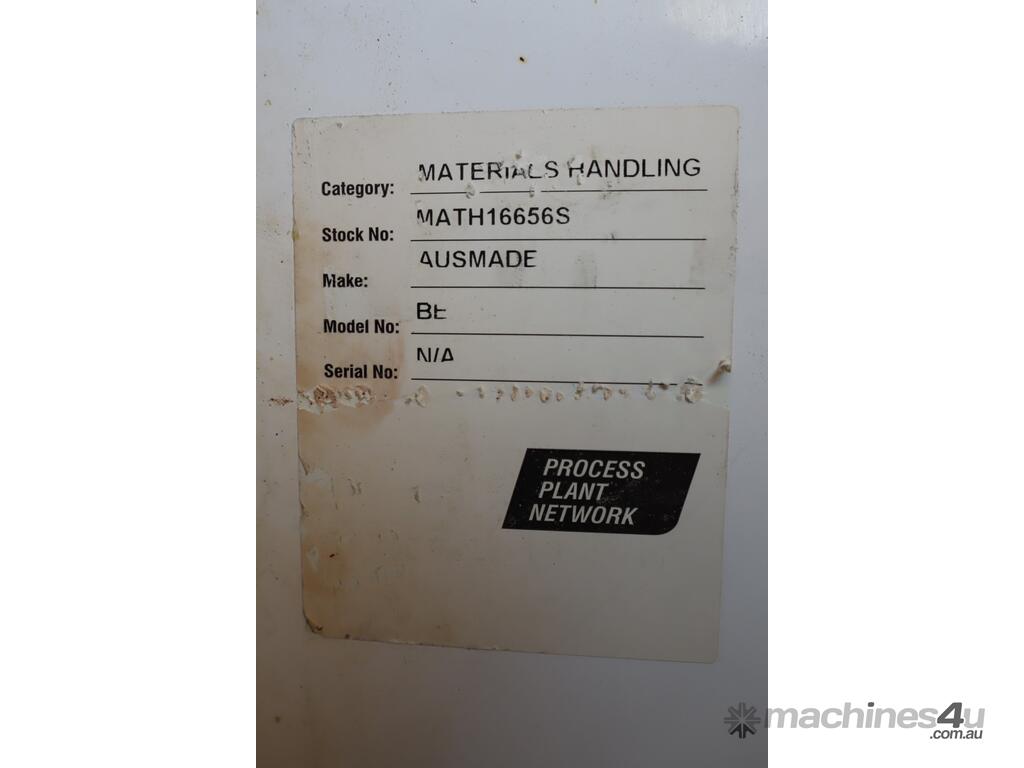 Category: MATERIALS HANDLING
Stock No: MATH16656S
Make: AUSMADE
Model No: BE
Serial No: N/A
PROCESS
PLANT
NETWORK
machines4u
.com.au